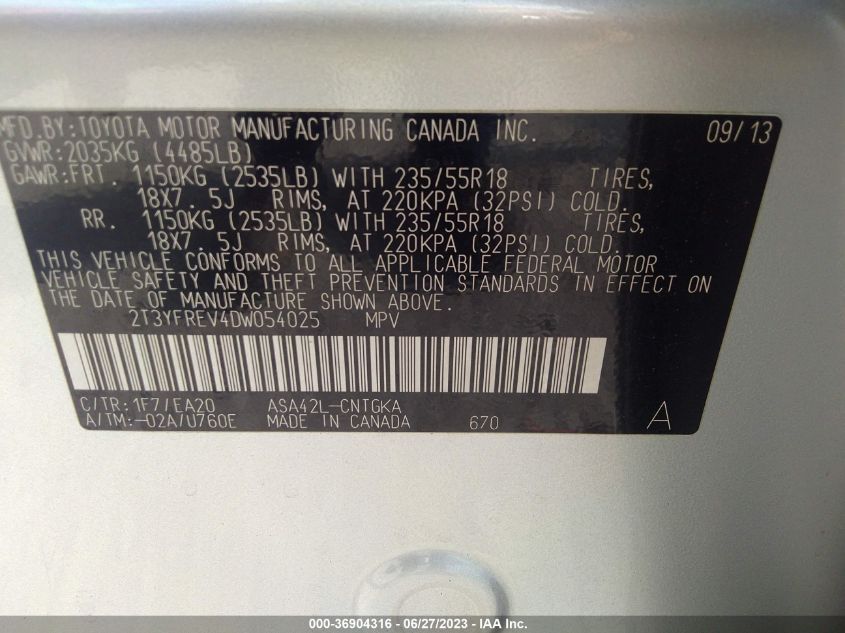 MFD.BY:TOYOTA MOTOR MANUFACTURING CANADA INC. 09/13
GVWR:2035KG (4485LB)
GAWR:FRT. 1150KG (2535LB) WITH 235/55R18 TIRES,
18X7.5J RIMS, AT 220KPA (32PSI) COLD.
RR. 1150KG (2535LB) WITH 235/55R18 TIRES,
18X7.5J RIMS, AT 220KPA (32PSI) COLD.
THIS VEHICLE CONFORMS TO ALL APPLICABLE FEDERAL MOTOR
VEHICLE SAFETY AND THEFT PREVENTION STANDARDS IN EFFECT ON
THE DATE OF MANUFACTURE SHOWN ABOVE.
2T3YFREV4DW054025 MPV
C/TR:1F7/EA20 ASA42L-CNTGKA
A/TM:-02A/U760E MADE IN CANADA 670 A
000-36904316 - 06/27/2023 - IAA Inc.